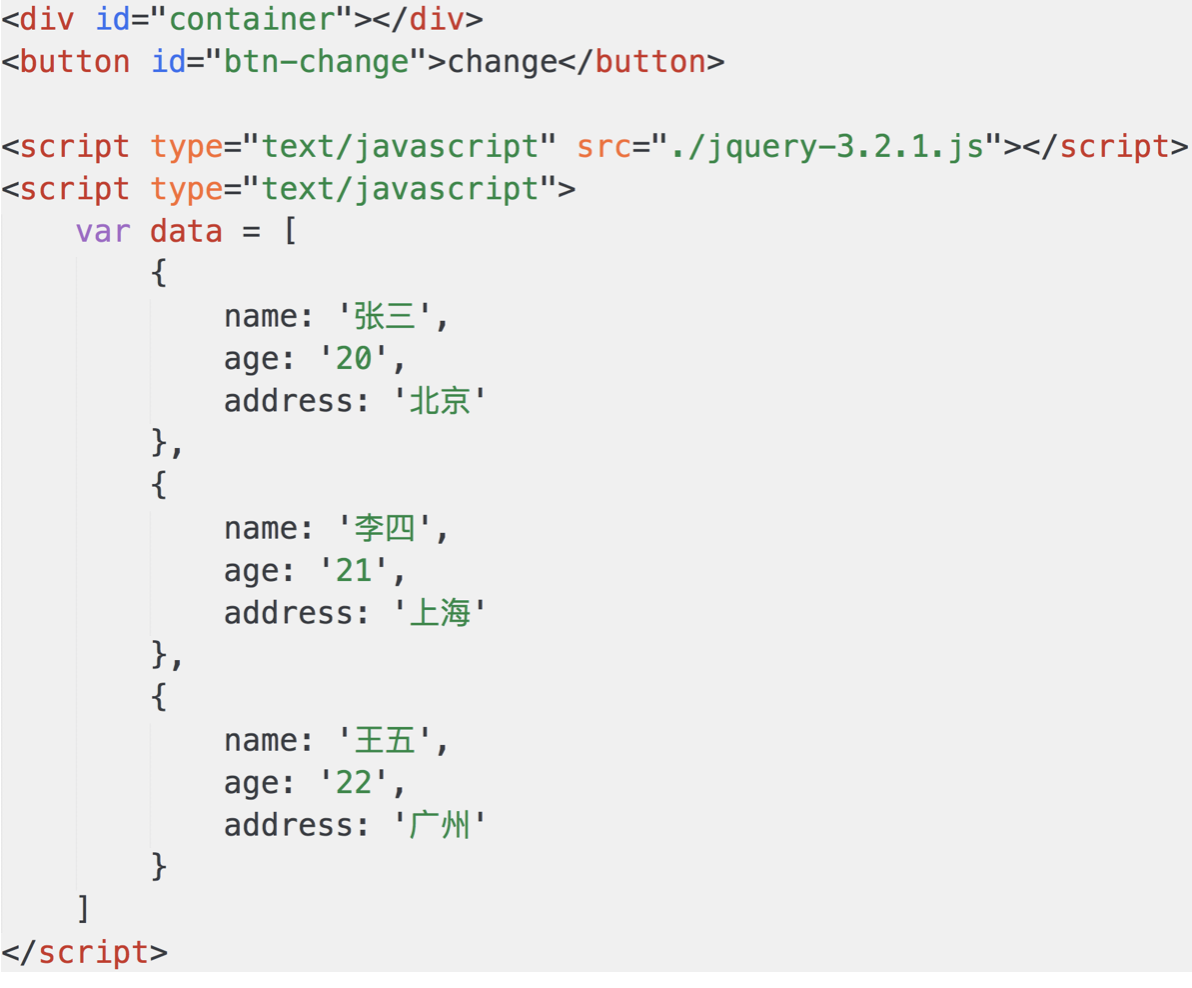 <div id="container"></div>
<button id="btn-change">change</button>

<script type="text/javascript" src="./jquery-3.2.1.js"></script>
<script type="text/javascript">
    var data = [
        {
            name: '张三',
            age: '20',
            address: '北京'
        },
        {
            name: '李四',
            age: '21',
            address: '上海'
        },
        {
            name: '王五',
            age: '22',
            address: '广州'
        }
    ]
</script>